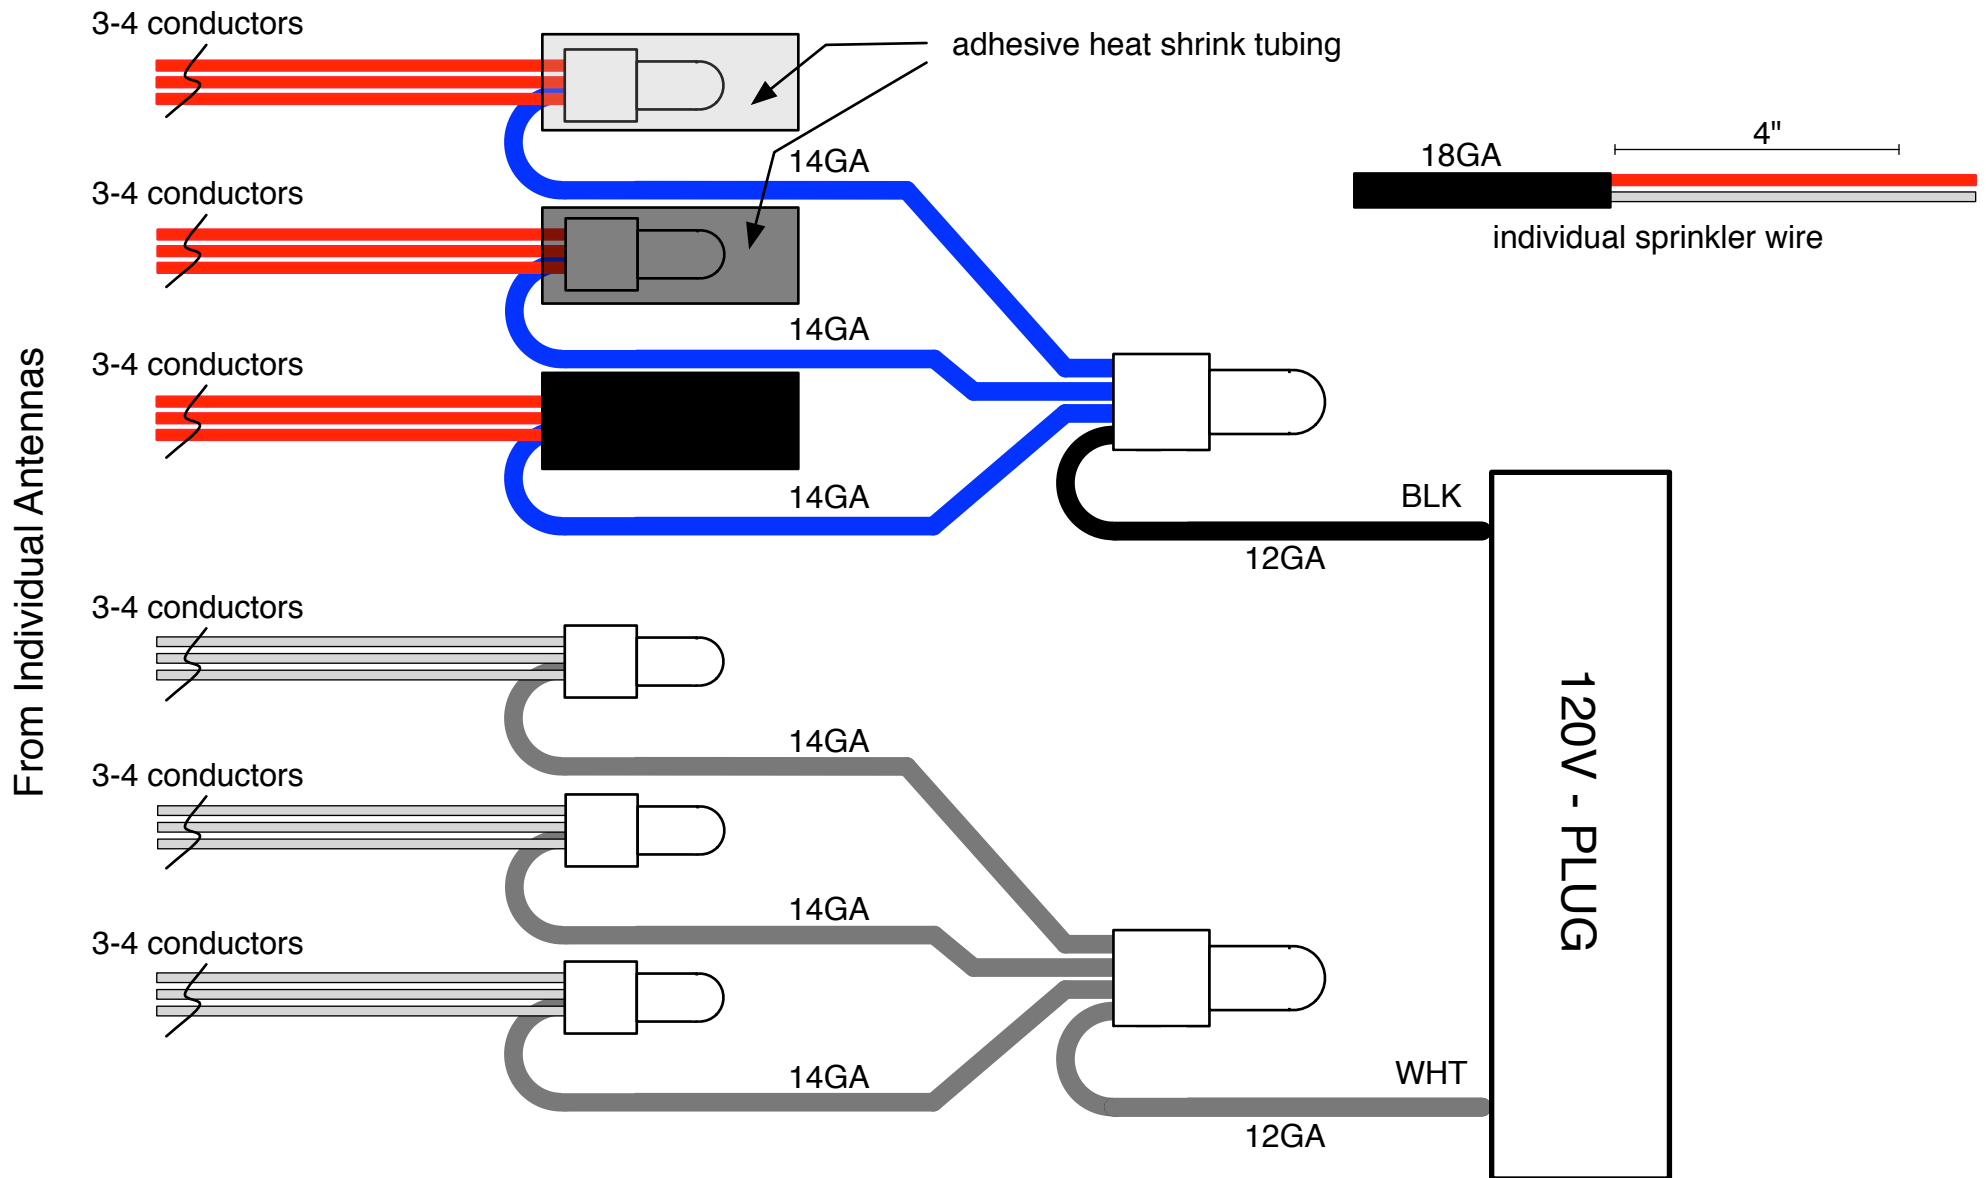 3-4 conductors
adhesive heat shrink tubing
4"
18GA
14GA
individual sprinkler wire
3-4 conductors
14GA
3-4 conductors
From Individual Antennas
14GA
BLK
12GA
3-4 conductors
120V - PLUG
14GA
3-4 conductors
14GA
3-4 conductors
14GA
WHT
12GA